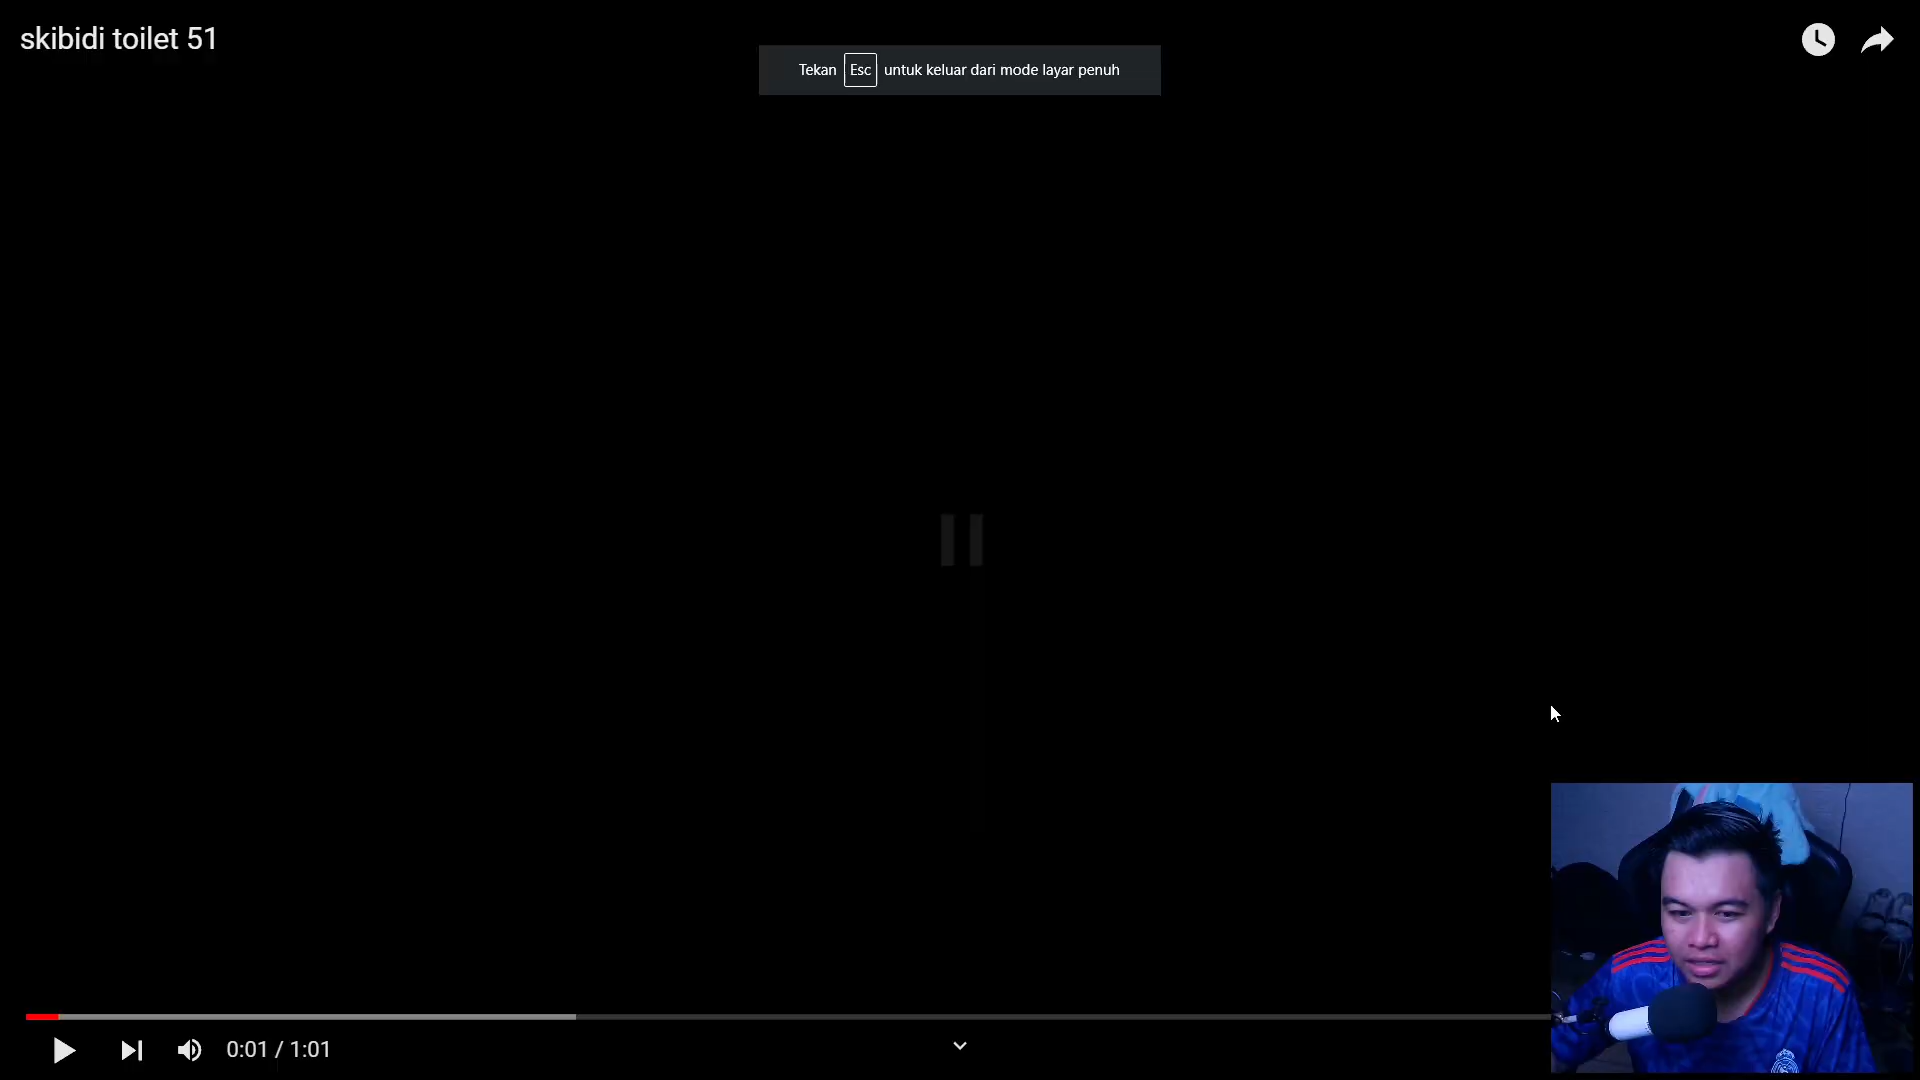 skibidi toilet 51
Tekan Esc untuk keluar dari mode layar penuh
0:01 / 1:01